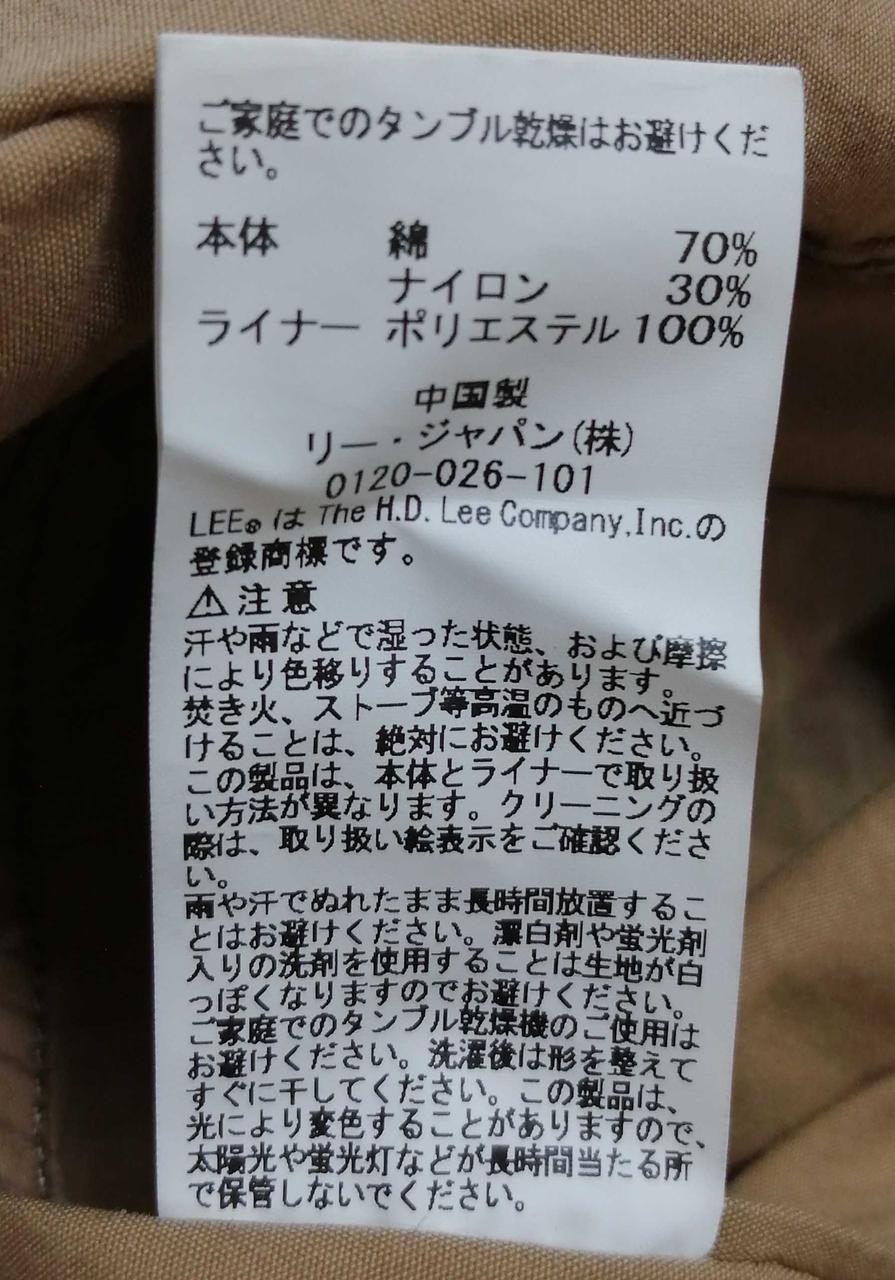 ご家庭でのタンブル乾燥はお避けくだ
さい。
本体 綿 70%
ナイロン 30%
ライナー ポリエステル 100%
中国製
リー・ジャパン(株)
0120-026-101
LEE® は The H.D. Lee Company,Inc.の
登録商標です。
⚠注意
汗や雨などで湿った状態、および摩擦
により色移りすることがあります。
焚き火、ストーブ等高温のものへ近づ
けることは、絶対にお避けください。
この製品は、本体とライナーで取り扱
い方法が異なります。クリーニングの
際は、取り扱い絵表示をご確認くださ
い。
雨や汗でぬれたまま長時間放置するこ
とはお避けください。漂白剤や蛍光剤
入りの洗剤を使用することは生地が白
っぽくなりますのでお避けください。
ご家庭でのタンブル乾燥機のご使用は
お避けください。洗濯後は形を整えて
すぐに干してください。この製品は、
光により変色することがありますので、
太陽光や蛍光灯などが長時間当たる所
で保管しないでください。